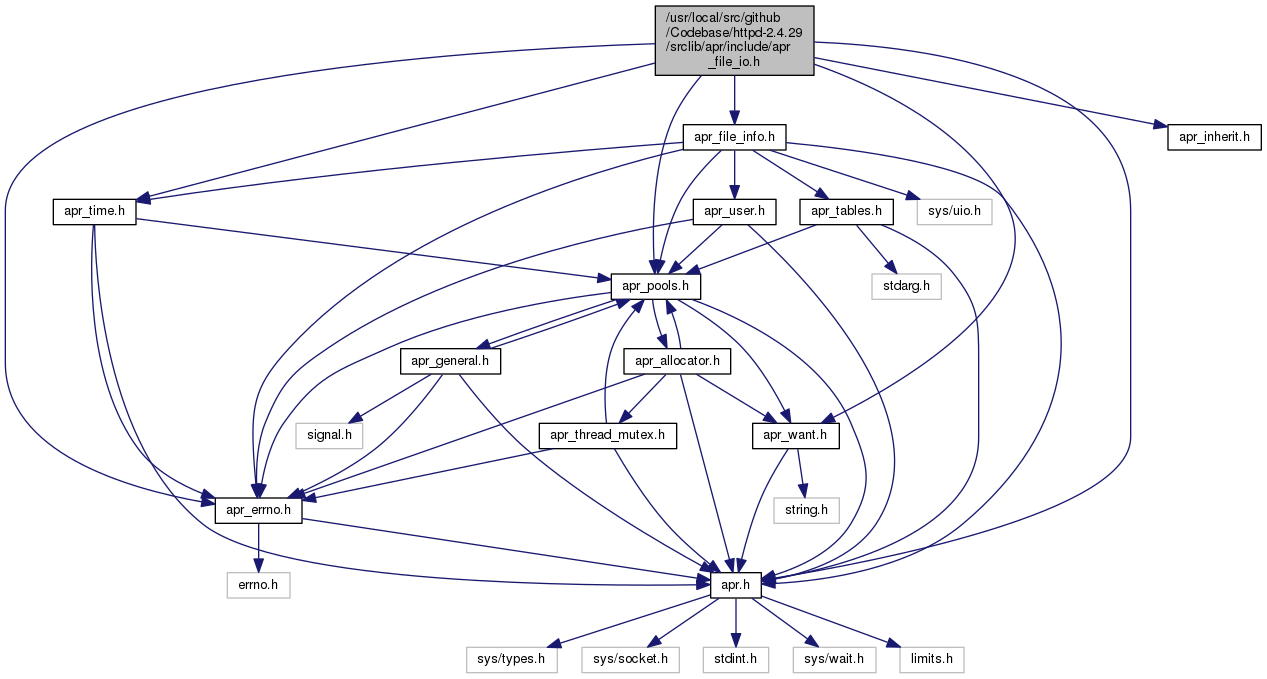 /usr/local/src/github
/Codebase/httpd-2.4.29
/srclib/apr/include/apr
_file_io.h
apr_file_info.h
apr_inherit.h
apr_time.h
apr_user.h
apr_tables.h
sys/uio.h
apr_pools.h
stdarg.h
apr_general.h
apr_allocator.h
signal.h
apr_thread_mutex.h
apr_want.h
apr_errno.h
string.h
errno.h
apr.h
sys/types.h
sys/socket.h
stdint.h
sys/wait.h
limits.h